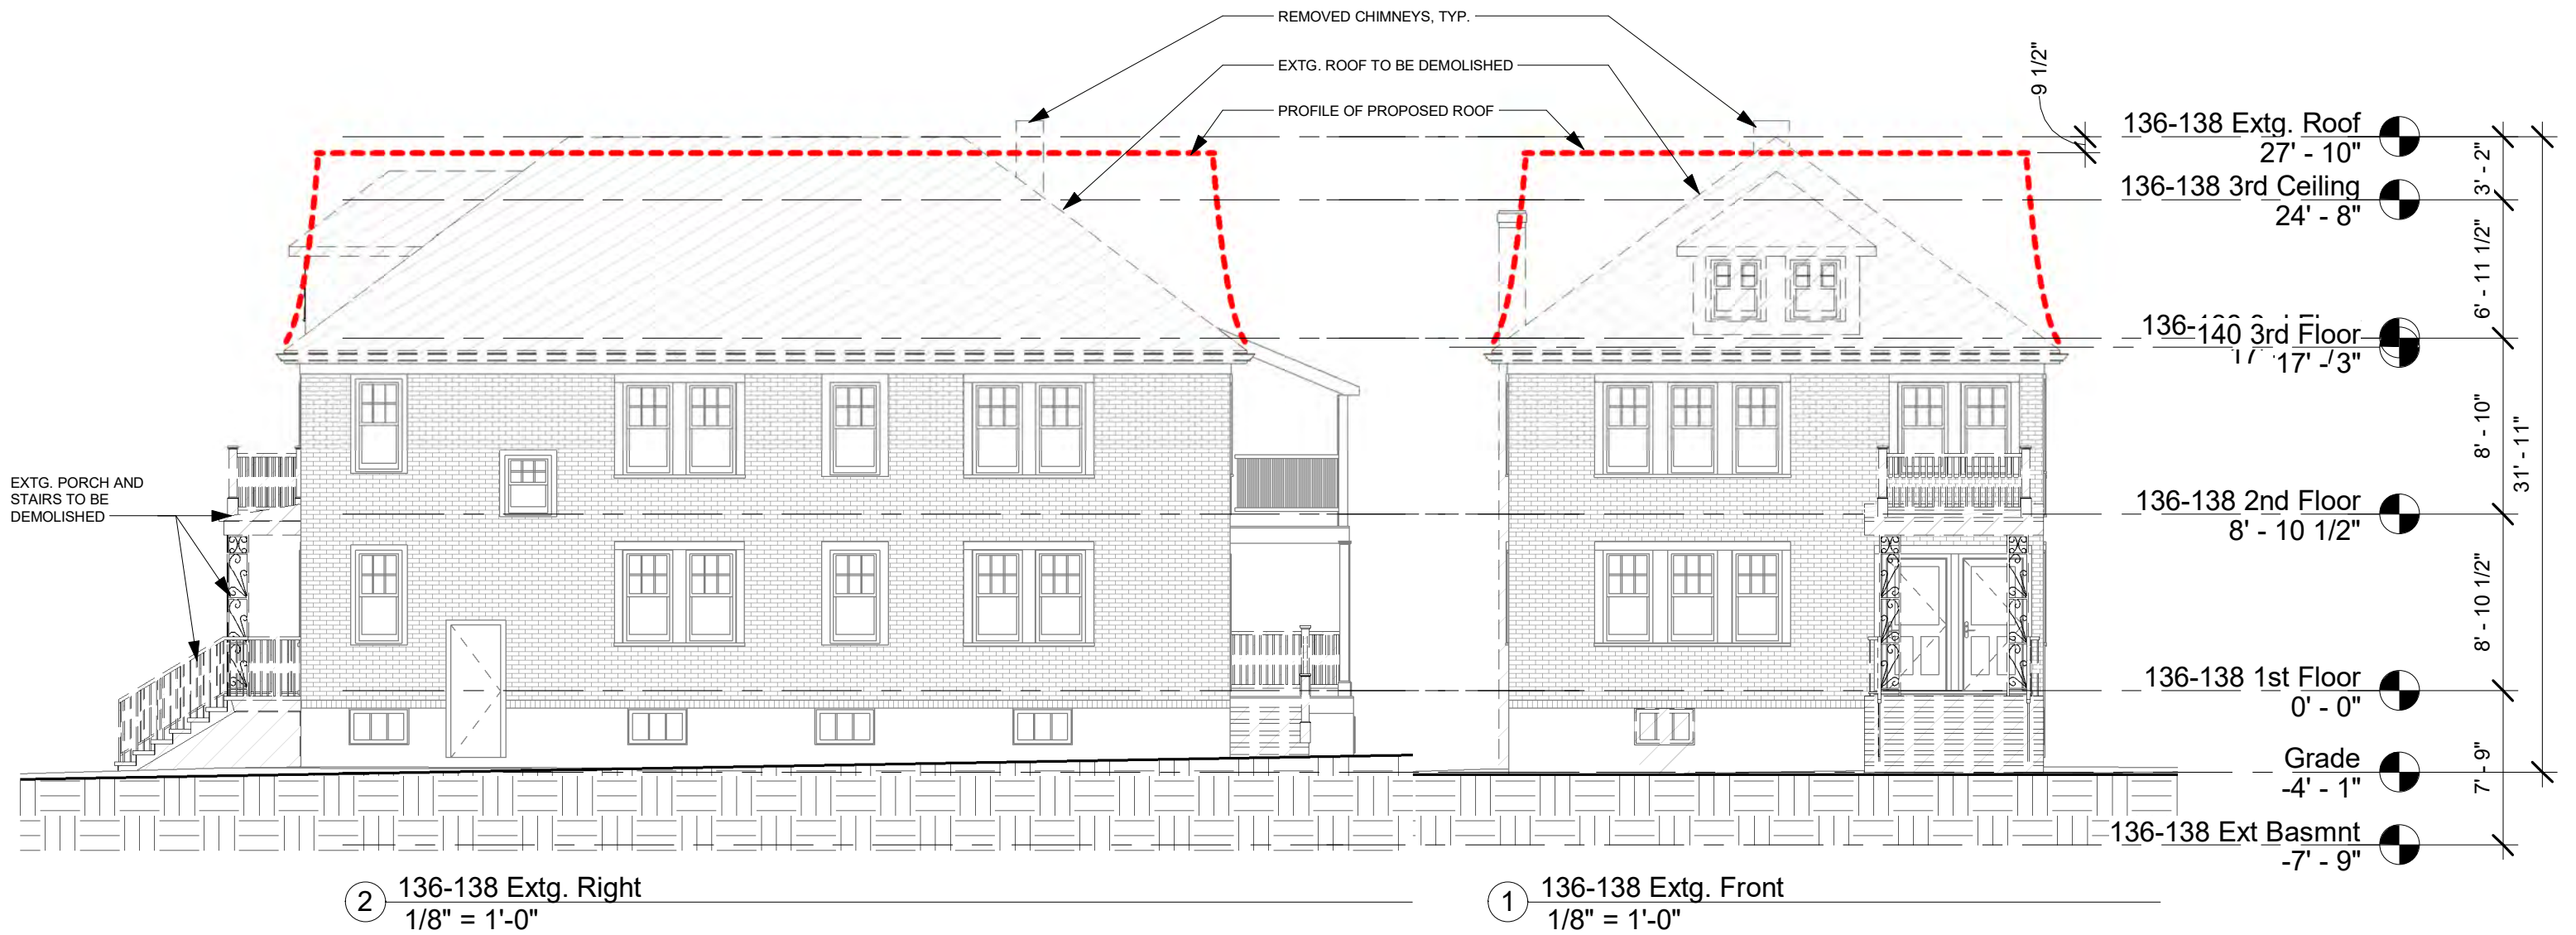 REMOVED CHIMNEYS, TYP.
EXTG. ROOF TO BE DEMOLISHED
PROFILE OF PROPOSED ROOF
EXTG. PORCH AND
STAIRS TO BE
DEMOLISHED
9 1/2"
136-138 Extg. Roof
27' - 10"
3' - 2"
136-138 3rd Ceiling
24' - 8"
6' - 11 1/2"
140 3rd Floor
17' - 3"
8' - 10"
31' - 11"
136-138 2nd Floor
8' - 10 1/2"
8' - 10 1/2"
136-138 1st Floor
0' - 0"
Grade
-4' - 1"
7' - 9"
136-138 Ext Basmnt
-7' - 9"
2
136-138 Extg. Right
1/8" = 1'-0"
1
136-138 Extg. Front
1/8" = 1'-0"